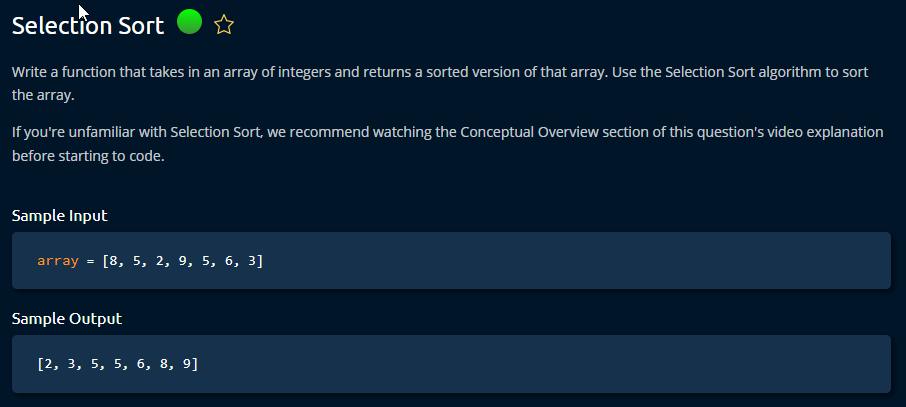 Selection Sort
Write a function that takes in an array of integers and returns a sorted version of that array. Use the Selection Sort algorithm to sort
the array.
If you're unfamiliar with Selection Sort, we recommend watching the Conceptual Overview section of this question's video explanation
before starting to code.
Sample Input
array = [8, 5, 2, 9, 5, 6, 3]
Sample Output
[2, 3, 5, 5, 6, 8, 9]